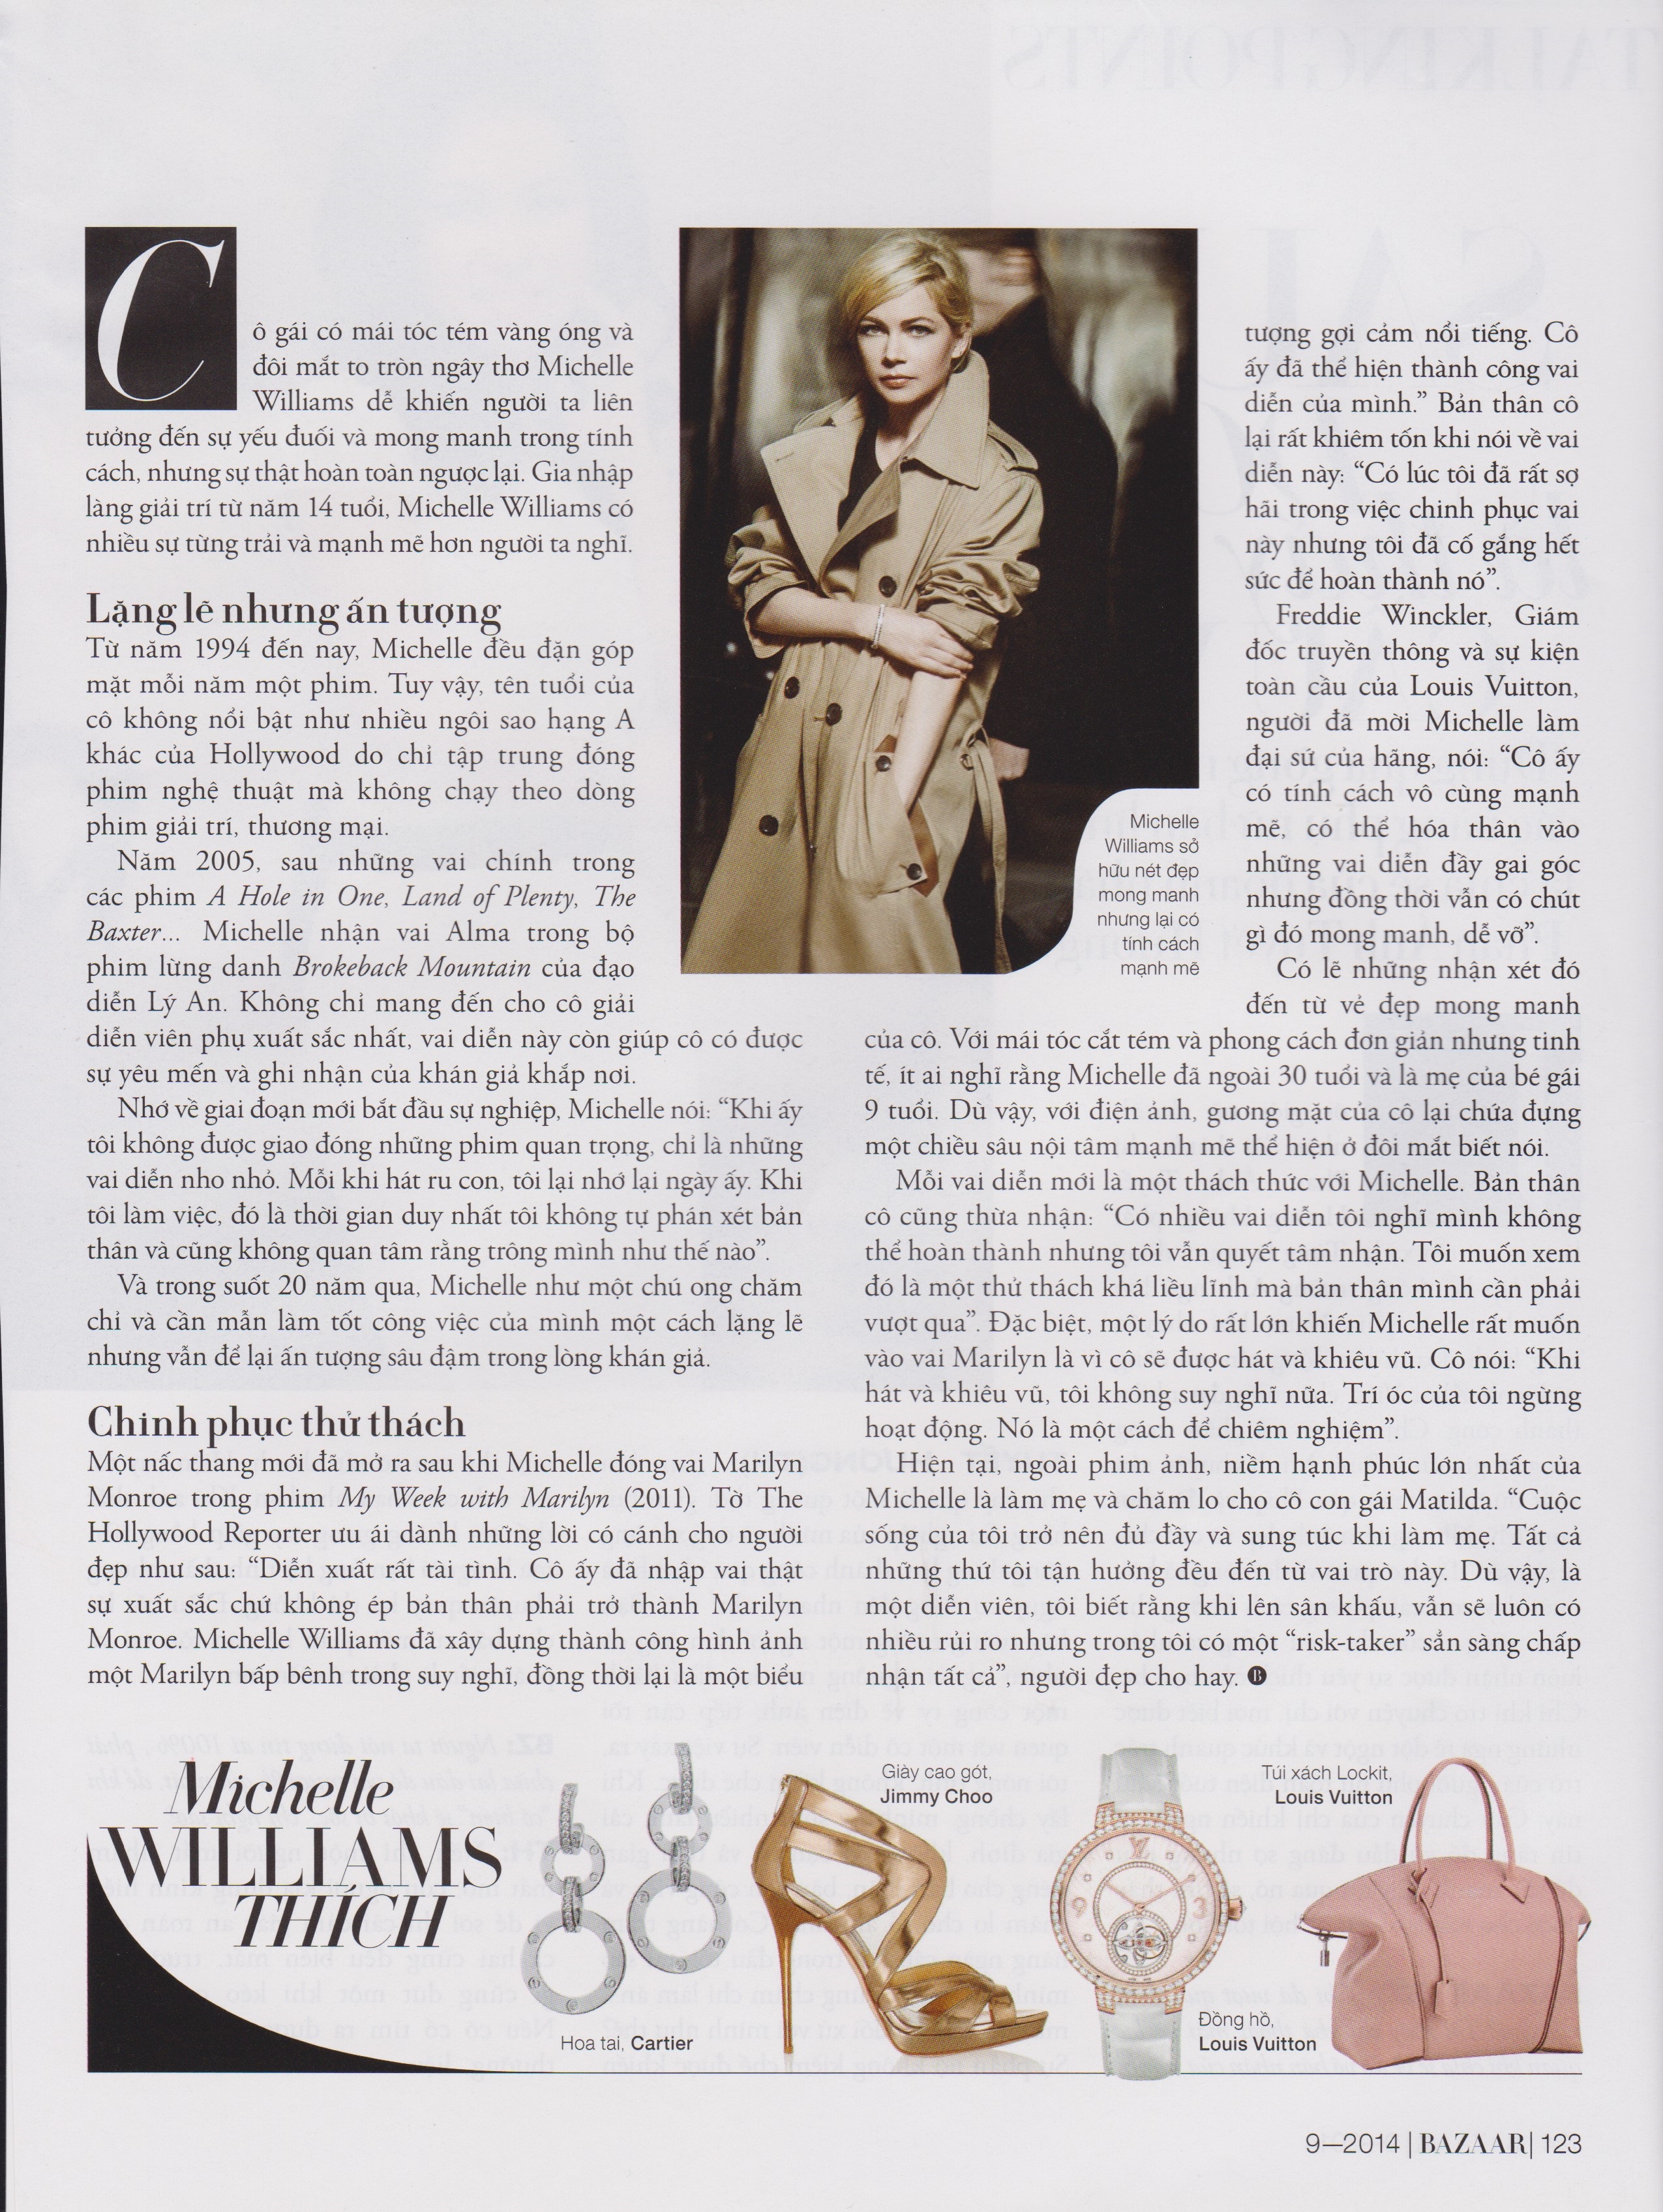 Cô gái có mái tóc tém vàng óng và
đôi mắt to tròn ngây thơ Michelle
Williams dễ khiến người ta liên
tưởng đến sự yếu đuối và mong manh trong tính
cách, nhưng sự thật hoàn toàn ngược lại. Gia nhập
làng giải trí từ năm 14 tuổi, Michelle Williams có
nhiều sự từng trải và mạnh mẽ hơn người ta nghĩ.
Lặng lẽ nhưng ấn tượng
Từ năm 1994 đến nay, Michelle đều đặn góp
mặt mỗi năm một phim. Tuy vậy, tên tuổi của
cô không nổi bật như nhiều ngôi sao hạng A
khác của Hollywood do chỉ tập trung đóng
phim nghệ thuật mà không chạy theo dòng
phim giải trí, thương mại.
Năm 2005, sau những vai chính trong
các phim A Hole in One, Land of Plenty, The
Baxter... Michelle nhận vai Alma trong bộ
phim lừng danh Brokeback Mountain của đạo
diễn Lý An. Không chỉ mang đến cho cô giải
diễn viên phụ xuất sắc nhất, vai diễn này còn giúp cô có được
sự yêu mến và ghi nhận của khán giả khắp nơi.
Nhớ về giai đoạn mới bắt đầu sự nghiệp, Michelle nói: “Khi ấy
tôi không được giao đóng những phim quan trọng, chỉ là những
vai diễn nho nhỏ. Mỗi khi hát ru con, tôi lại nhớ lại ngày ấy. Khi
tôi làm việc, đó là thời gian duy nhất tôi không tự phán xét bản
thân và cũng không quan tâm rằng trông mình như thế nào”.
Và trong suốt 20 năm qua, Michelle như một chú ong chăm
chỉ và cần mẫn làm tốt công việc của mình một cách lặng lẽ
nhưng vẫn để lại ấn tượng sâu đậm trong lòng khán giả.
Chinh phục thử thách
Một nấc thang mới đã mở ra sau khi Michelle đóng vai Marilyn
Monroe trong phim My Week with Marilyn (2011). Tờ The
Hollywood Reporter ưu ái dành những lời có cánh cho người
đẹp như sau: “Diễn xuất rất tài tình. Cô ấy đã nhập vai thật
sự xuất sắc chứ không ép bản thân phải trở thành Marilyn
Monroe. Michelle Williams đã xây dựng thành công hình ảnh
một Marilyn bấp bênh trong suy nghĩ, đồng thời lại là một biểu
Michelle
Williams sở
hữu nét đẹp
mong manh
nhưng lại có
tính cách
mạnh mẽ
tượng gợi cảm nổi tiếng. Cô
ấy đã thể hiện thành công vai
diễn của mình.” Bản thân cô
lại rất khiêm tốn khi nói về vai
diễn này: “Có lúc tôi đã rất sợ
hãi trong việc chinh phục vai
này nhưng tôi đã cố gắng hết
sức để hoàn thành nó”.
Freddie Winckler, Giám
đốc truyền thông và sự kiện
toàn cầu của Louis Vuitton,
người đã mời Michelle làm
đại sứ của hãng, nói: “Cô ấy
có tính cách vô cùng mạnh
mẽ, có thể hóa thân vào
những vai diễn đầy gai góc
nhưng đồng thời vẫn có chút
gì đó mong manh, dễ vỡ”.
Có lẽ những nhận xét đó
đến từ vẻ đẹp mong manh
của cô. Với mái tóc cắt tém và phong cách đơn giản nhưng tinh
tế, ít ai nghĩ rằng Michelle đã ngoài 30 tuổi và là mẹ của bé gái
9 tuổi. Dù vậy, với điện ảnh, gương mặt của cô lại chứa đựng
một chiều sâu nội tâm mạnh mẽ thể hiện ở đôi mắt biết nói.
Mỗi vai diễn mới là một thách thức với Michelle. Bản thân
cô cũng thừa nhận: “Có nhiều vai diễn tôi nghĩ mình không
thể hoàn thành nhưng tôi vẫn quyết tâm nhận. Tôi muốn xem
đó là một thử thách khá liều lĩnh mà bản thân mình cần phải
vượt qua”. Đặc biệt, một lý do rất lớn khiến Michelle rất muốn
vào vai Marilyn là vì cô sẽ được hát và khiêu vũ. Cô nói: “Khi
hát và khiêu vũ, tôi không suy nghĩ nữa. Trí óc của tôi ngừng
hoạt động. Nó là một cách để chiêm nghiệm”.
Hiện tại, ngoài phim ảnh, niềm hạnh phúc lớn nhất của
Michelle là làm mẹ và chăm lo cho cô con gái Matilda. “Cuộc
sống của tôi trở nên đủ đầy và sung túc khi làm mẹ. Tất cả
những thứ tôi tận hưởng đều đến từ vai trò này. Dù vậy, là
một diễn viên, tôi biết rằng khi lên sân khấu, vẫn sẽ luôn có
nhiều rủi ro nhưng trong tôi có một “risk-taker” sẵn sàng chấp
nhận tất cả”, người đẹp cho hay. B
Michelle
WILLIAMS
THÍCH
Hoa tai, Cartier
Giày cao gót,
Jimmy Choo
9 3
Đồng hồ,
Louis Vuitton
Túi xách Lockit,
Louis Vuitton
9—2014 | BAZAAR | 123